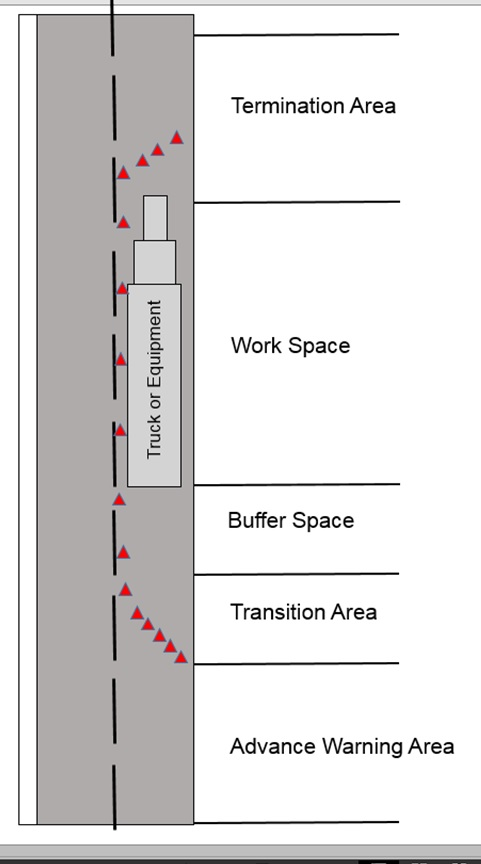 Termination Area
Work Space
Truck or Equipment
Buffer Space
Transition Area
Advance Warning Area